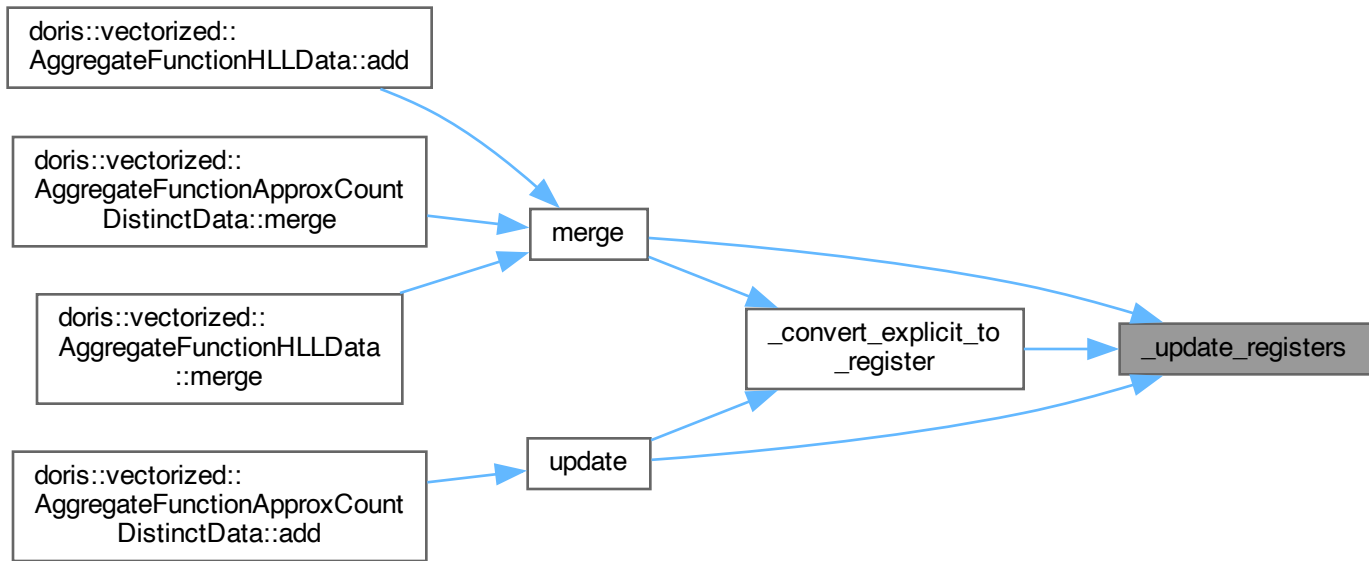 doris::vectorized::
AggregateFunctionHLLData::add
doris::vectorized::
AggregateFunctionApproxCount
DistinctData::merge
doris::vectorized::
AggregateFunctionHLLData
::merge
doris::vectorized::
AggregateFunctionApproxCount
DistinctData::add
merge
update
_convert_explicit_to
_register
_update_registers